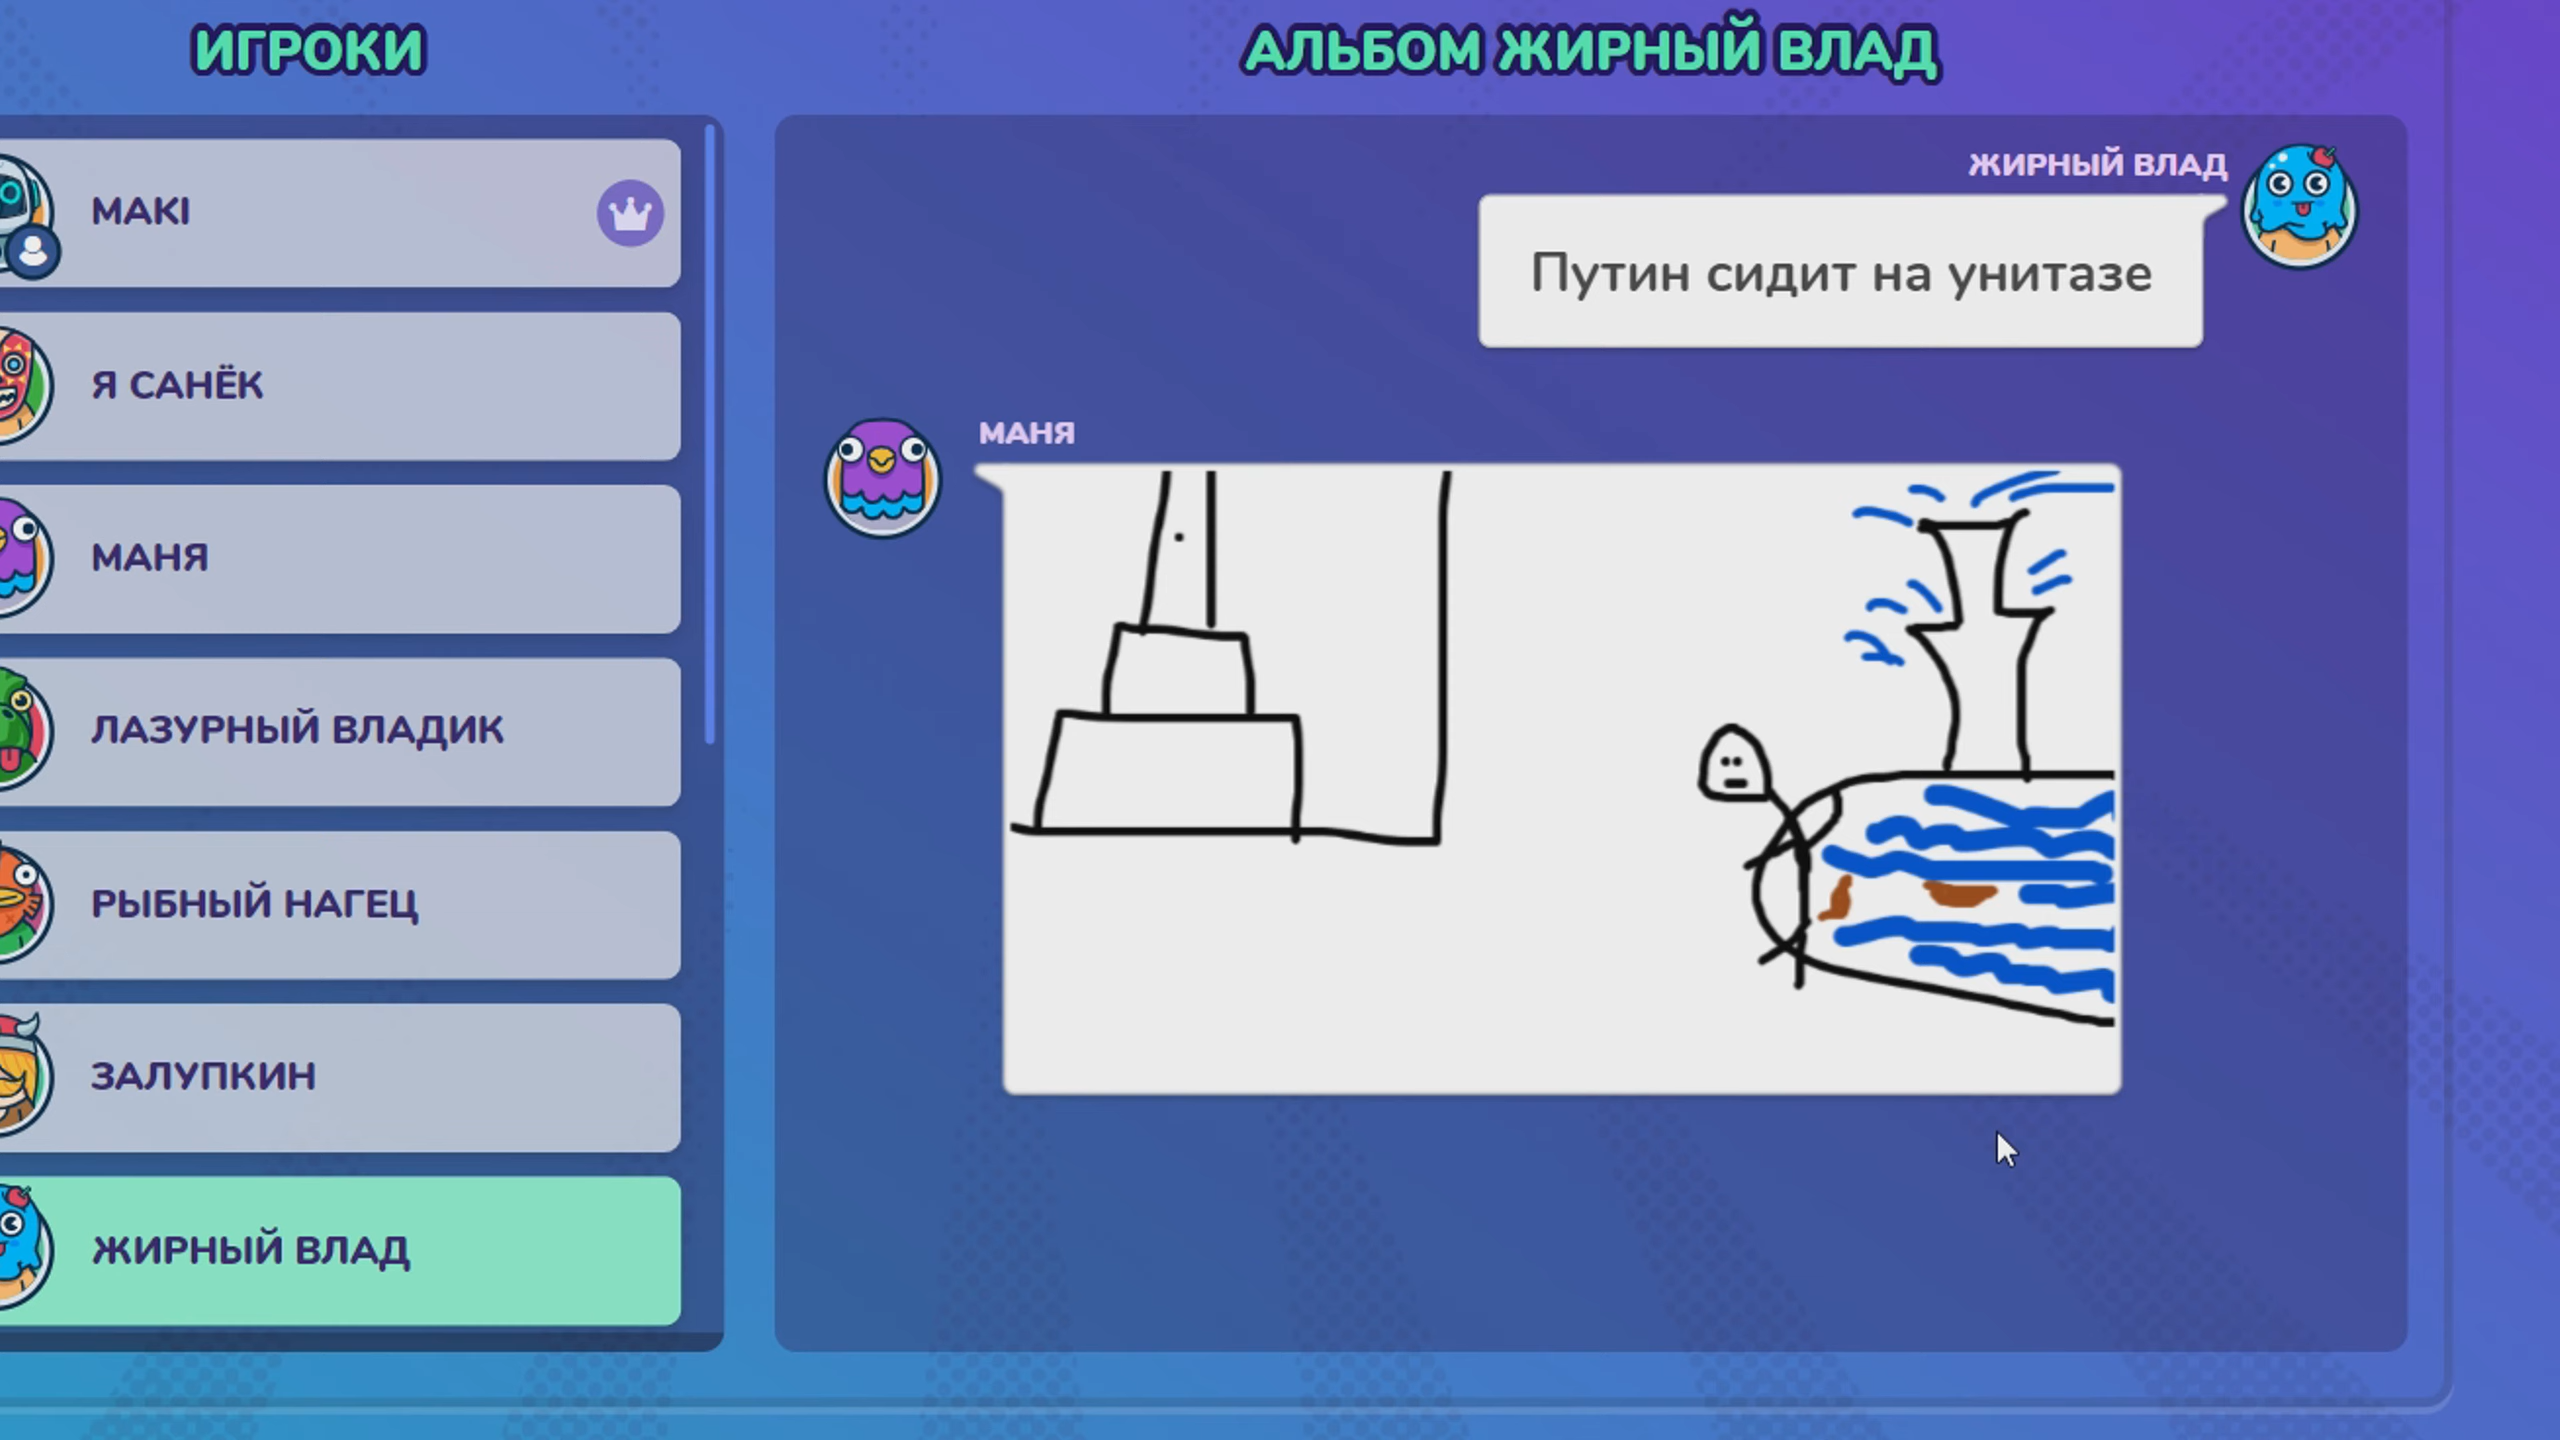 ИГРОКИ
MAKI
Я САНЁК
МАНЯ
ЛАЗУРНЫЙ ВЛАДИК
РЫБНЫЙ НАГЕЦ
ЗАЛУПКИН
ЖИРНЫЙ ВЛАД
АЛЬБОМ ЖИРНЫЙ ВЛАД
ЖИРНЫЙ ВЛАД
Путин сидит на унитазе
МАНЯ